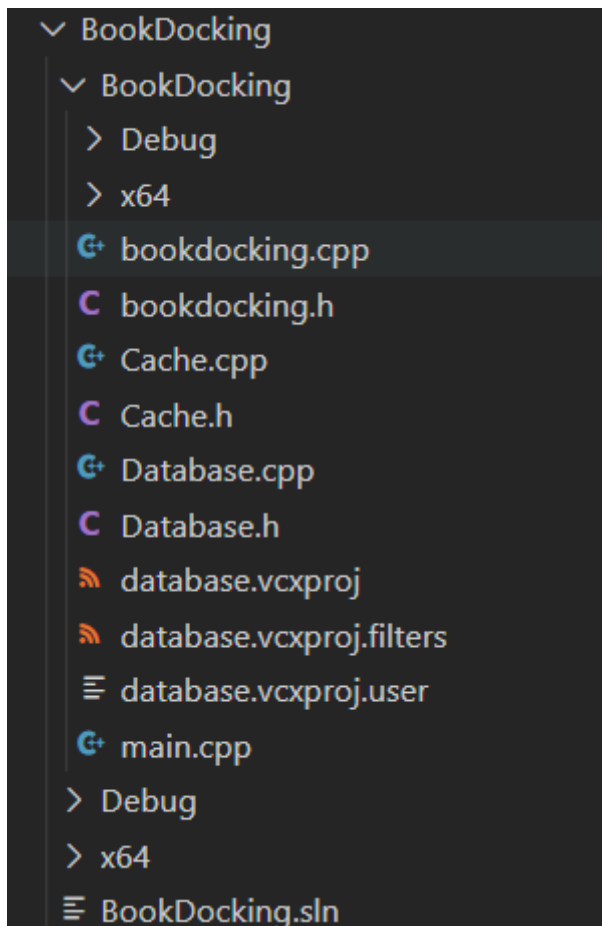 BookDocking
BookDocking
Debug
x64
bookdocking.cpp
bookdocking.h
Cache.cpp
Cache.h
Database.cpp
Database.h
database.vcxproj
database.vcxproj.filters
database.vcxproj.user
main.cpp
Debug
x64
BookDocking.sln